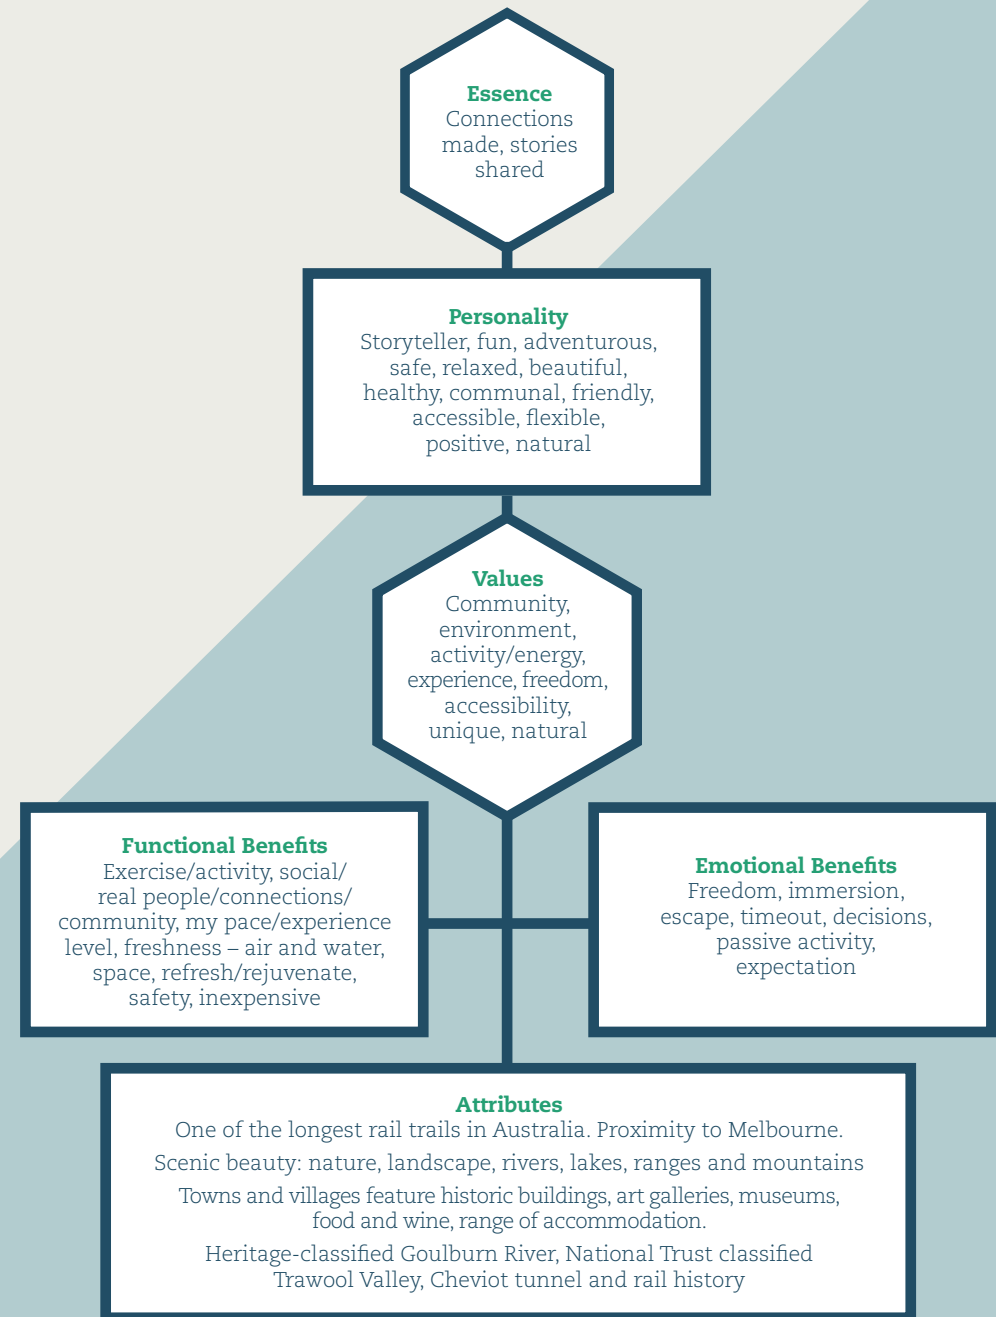 Essence
Connections
made, stories
shared
Personality
Storyteller, fun, adventurous,
safe, relaxed, beautiful,
healthy, communal, friendly,
accessible, flexible,
positive, natural
Values
Community,
environment,
activity/energy,
experience, freedom,
accessibility,
unique, natural
Functional Benefits
Exercise/activity, social/
real people/connections/
community, my pace/experience
level, freshness – air and water,
space, refresh/rejuvenate,
safety, inexpensive
Emotional Benefits
Freedom, immersion,
escape, timeout, decisions,
passive activity,
expectation
Attributes
One of the longest rail trails in Australia. Proximity to Melbourne.
Scenic beauty: nature, landscape, rivers, lakes, ranges and mountains
Towns and villages feature historic buildings, art galleries, museums,
food and wine, range of accommodation.
Heritage-classified Goulburn River, National Trust classified
Trawool Valley, Cheviot tunnel and rail history